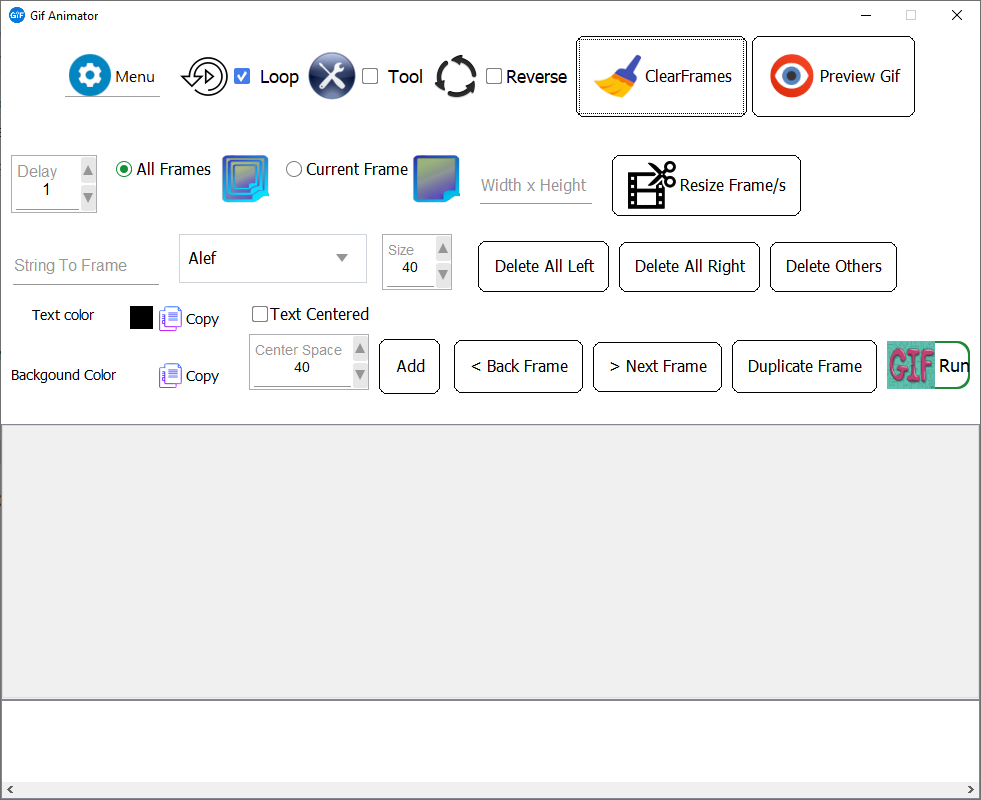 GIF Gif Animator
Menu Loop Tool Reverse ClearFrames Preview Gif
Delay
1
All Frames Current Frame Width x Height Resize Frame/s
String To Frame Alef Size
40
Delete All Left Delete All Right Delete Others
Text color Copy Text Centered
Backgound Color Copy Center Space
40
Add < Back Frame > Next Frame Duplicate Frame GIF Run